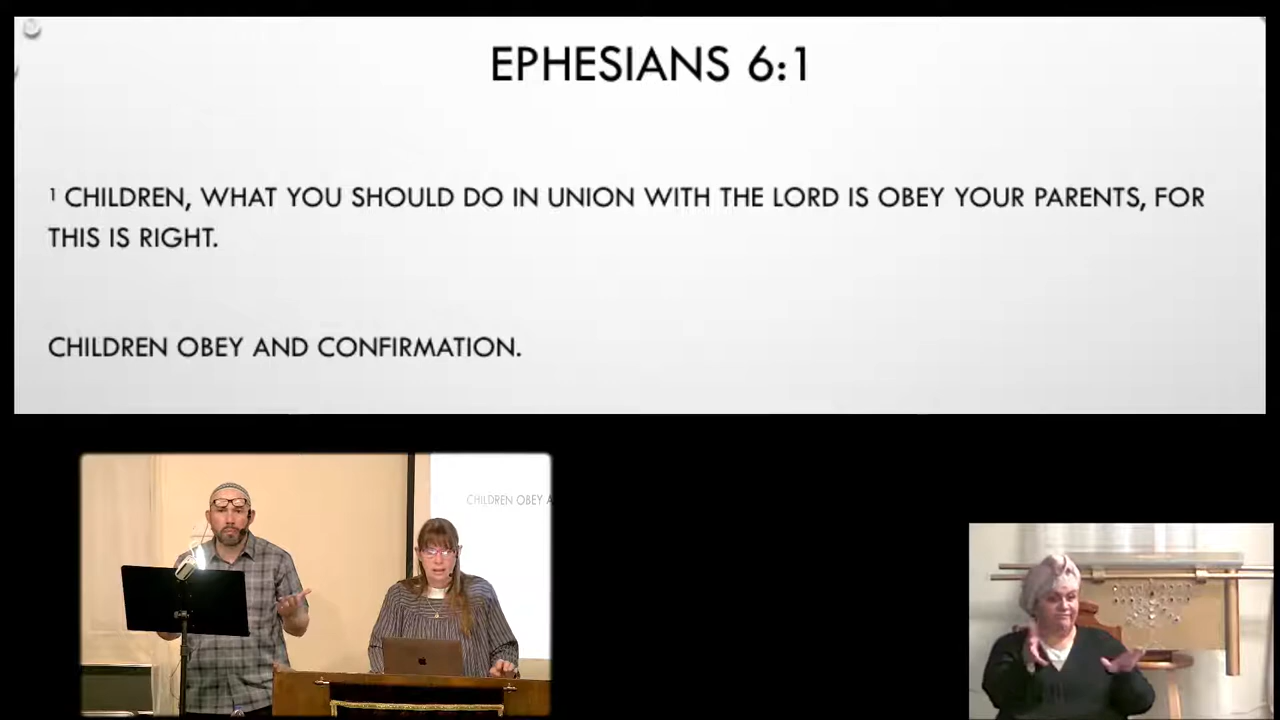 EPHESIANS 6:1
¹ CHILDREN, WHAT YOU SHOULD DO IN UNION WITH THE LORD IS OBEY YOUR PARENTS, FOR
THIS IS RIGHT.
CHILDREN OBEY AND CONFIRMATION.
CHILDREN OBEY A